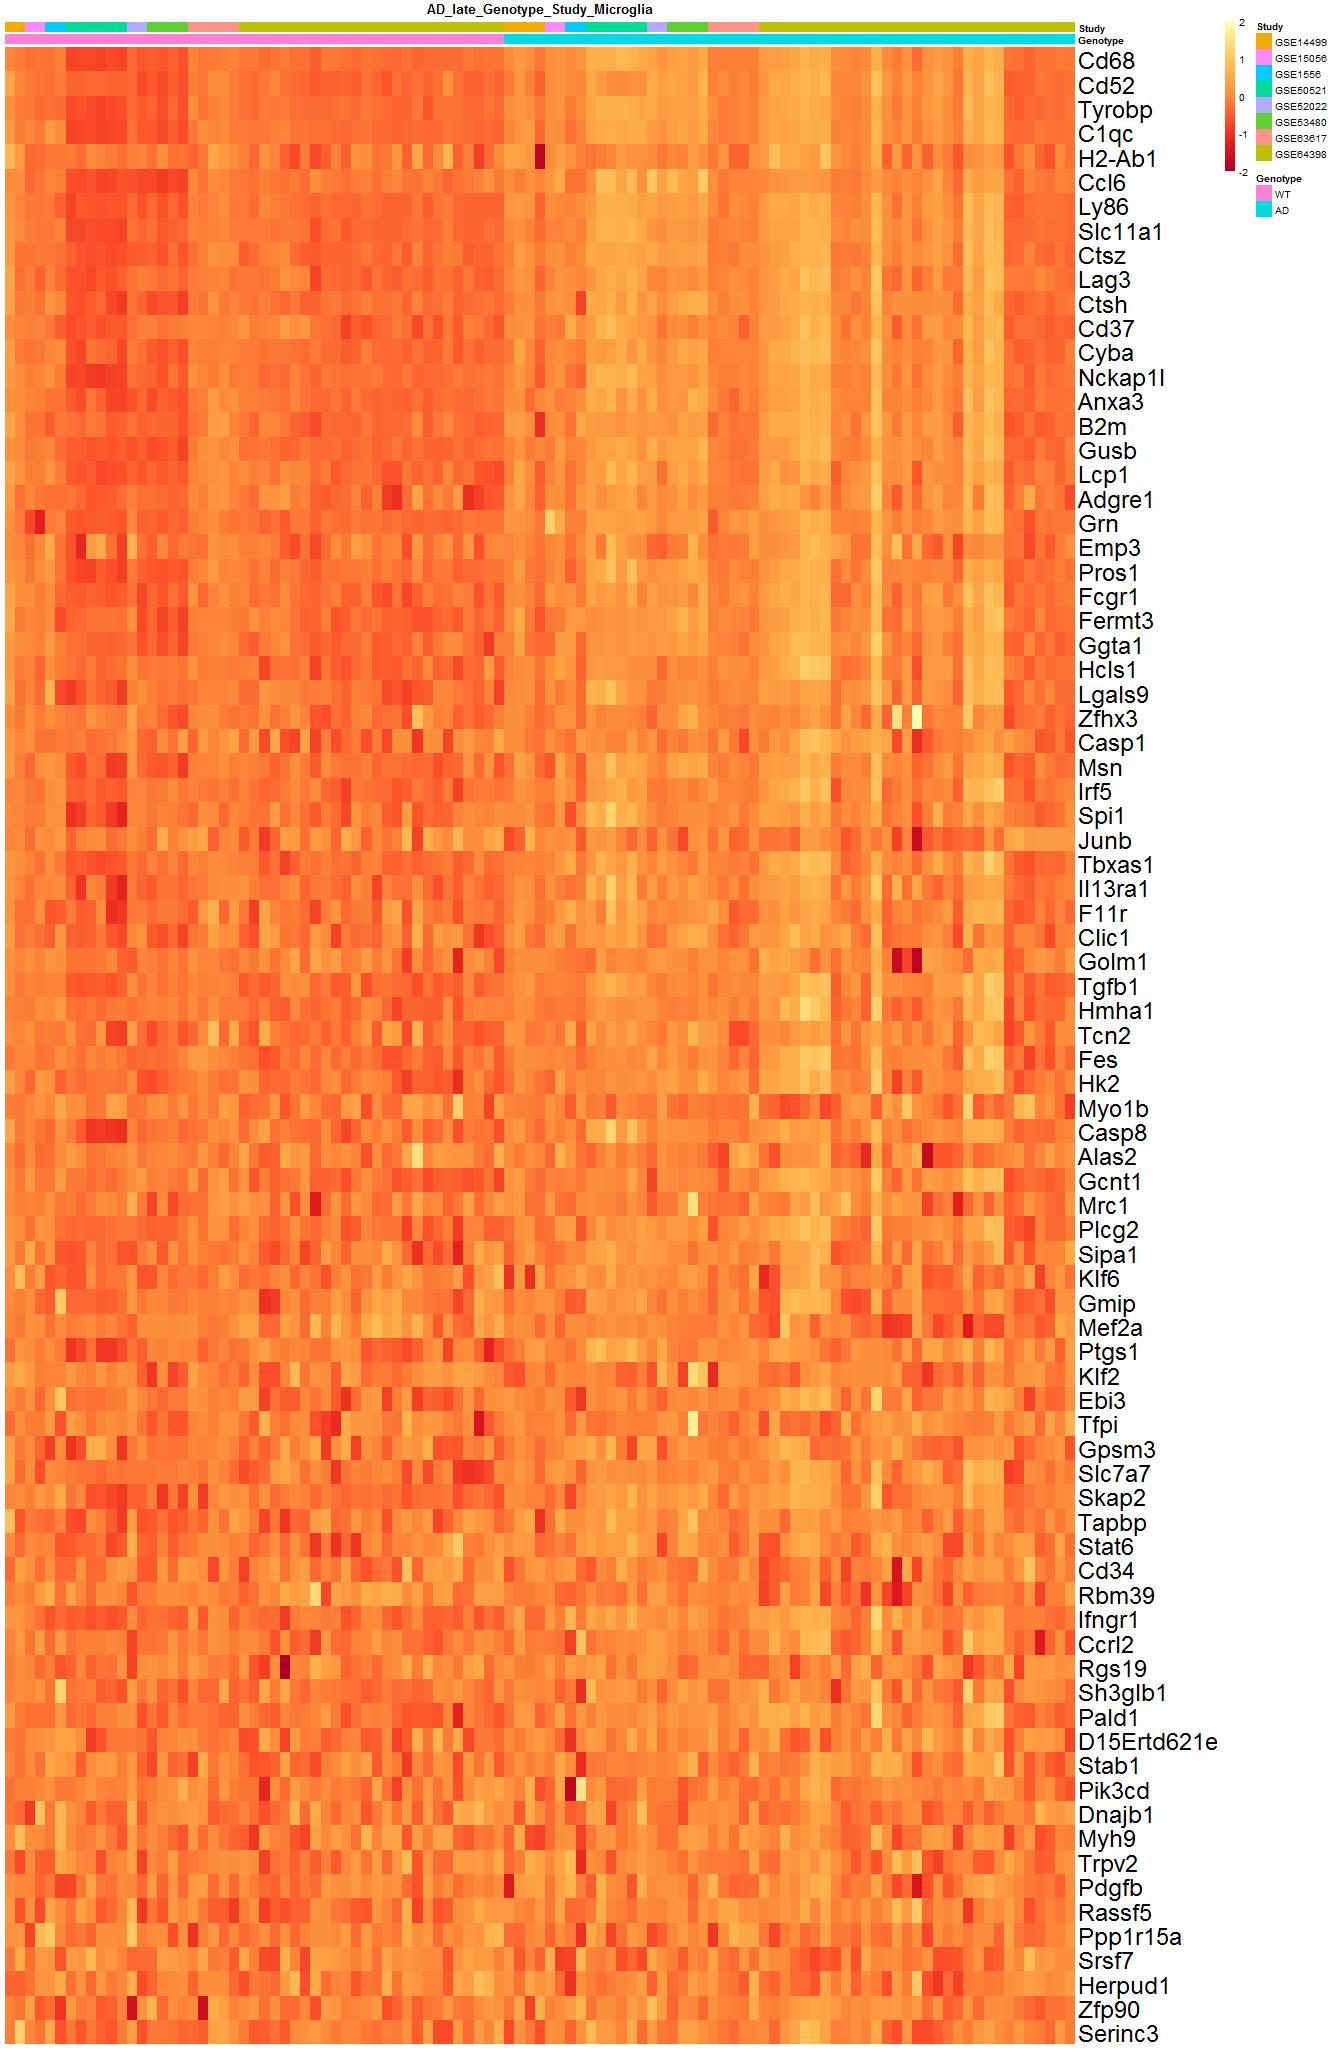 AD_late_Genotype_Study_Microglia
Study
Genotype
Cd68
Cd52
Tyrobp
C1qc
H2-Ab1
Ccl6
Ly86
Slc11a1
Ctsz
Lag3
Ctsh
Cd37
Cyba
Nckap1l
Anxa3
B2m
Gusb
Lcp1
Adgre1
Grn
Emp3
Pros1
Fcgr1
Fermt3
Ggta1
Hcls1
Lgals9
Zfhx3
Casp1
Msn
Irf5
Spi1
Junb
Tbxas1
Il13ra1
F11r
Clic1
Golm1
Tgfb1
Hmha1
Tcn2
Fes
Hk2
Myo1b
Casp8
Alas2
Gcnt1
Mrc1
Plcg2
Sipa1
Klf6
Gmip
Mef2a
Ptgs1
Klf2
Ebi3
Tfpi
Gpsm3
Slc7a7
Skap2
Tapbp
Stat6
Cd34
Rbm39
Ifngr1
Ccrl2
Rgs19
Sh3glb1
Pald1
D15Ertd621e
Stab1
Pik3cd
Dnajb1
Myh9
Trpv2
Pdgfb
Rassf5
Ppp1r15a
Srsf7
Herpud1
Zfp90
Serinc3
2
1
0
-1
-2
Study
GSE14499
GSE15056
GSE1556
GSE50521
GSE52022
GSE53480
GSE63617
GSE64398
Genotype
WT
AD